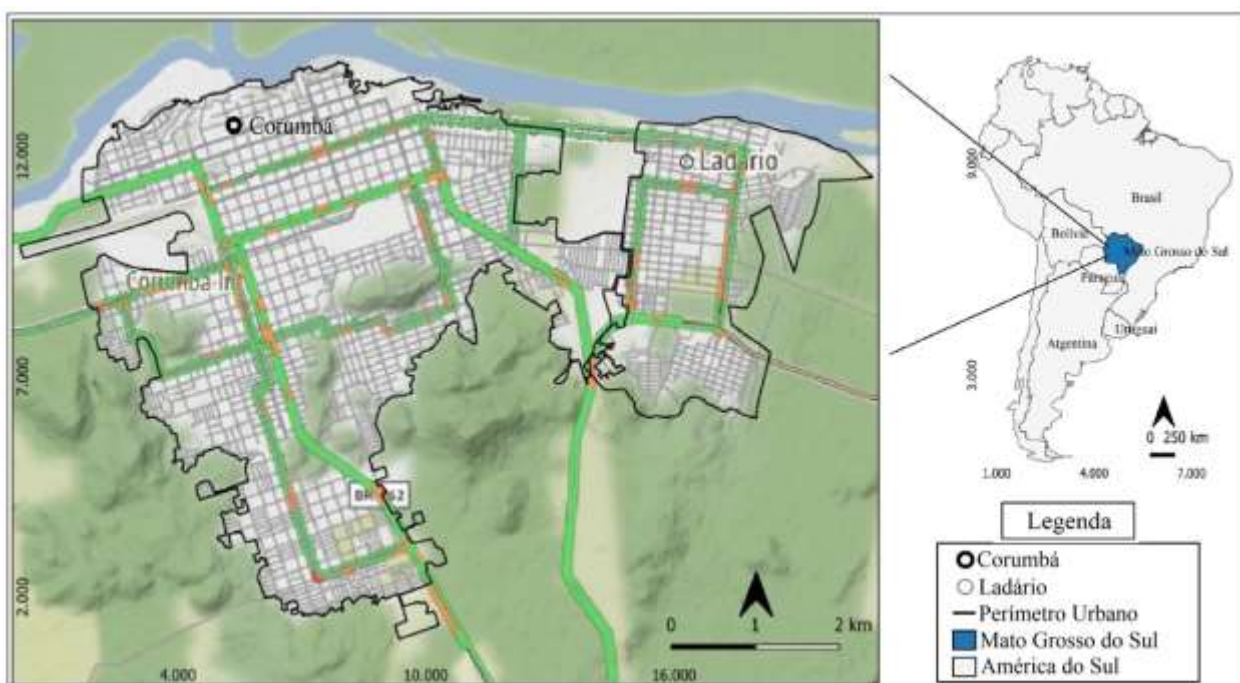 Corumbá
Ladário
12.000
7.000
2.000
4.000
10.000
16.000
0 1 2 km
9.000
3.000
Brasil
Mato Grosso do Sul
Uruguai
Argentina
0 250 km
1.000 4.000 7.000
Legenda
Corumbá
Ladário
Perímetro Urbano
Mato Grosso do Sul
América do Sul